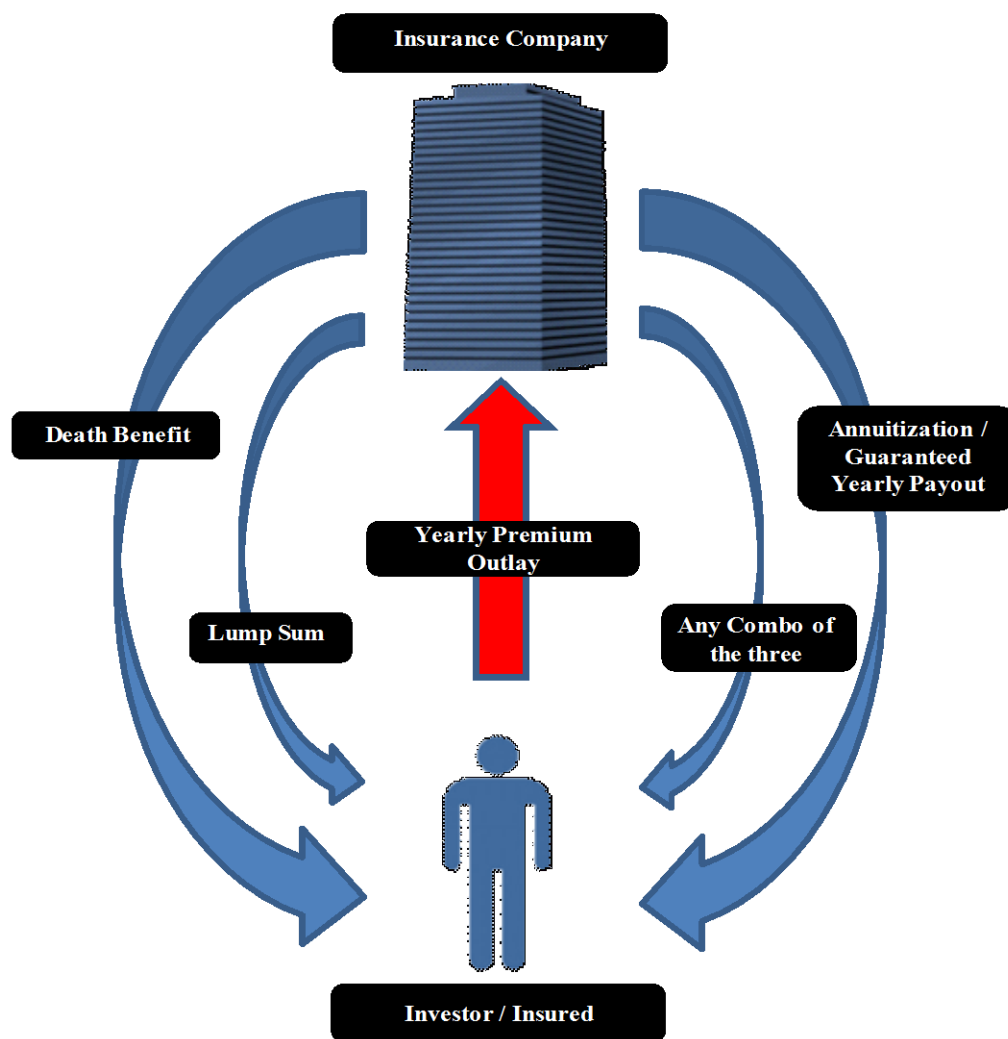 Insurance Company
Death Benefit
Annuitization /
Guaranteed
Yearly Payout
Yearly Premium
Outlay
Lump Sum
Any Combo of
the three
Investor / Insured